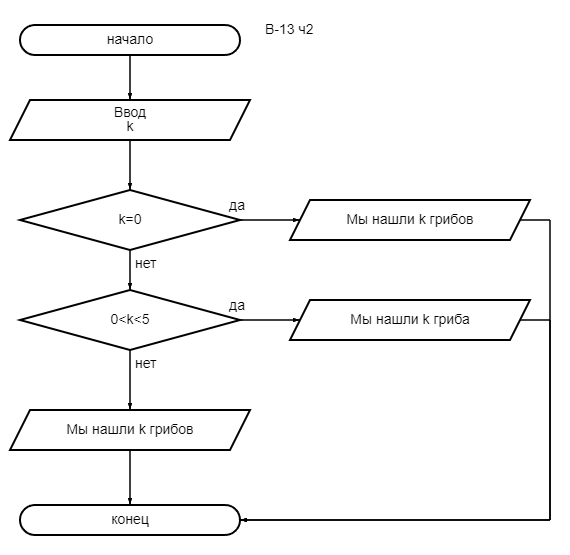 начало
В-13 ч2
Ввод
k
k=0
да
Мы нашли k грибов
нет
0<k<5
да
Мы нашли k гриба
нет
Мы нашли k грибов
конец